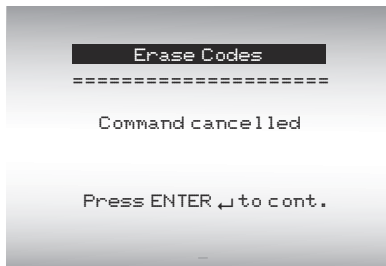 Erase Codes
=====================
Command cancelled
Press ENTER ↵ to cont.